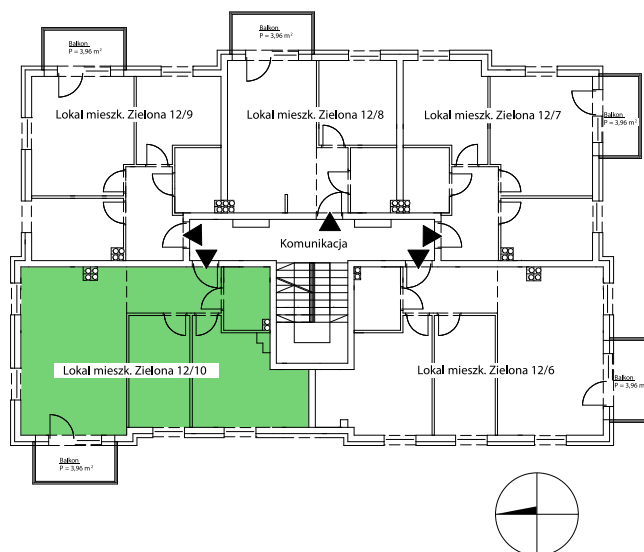 Balkon
P = 3,96 m²
Balkon
P = 3,96 m²
Lokal mieszk. Zielona 12/9
Lokal mieszk. Zielona 12/8
Lokal mieszk. Zielona 12/7
Balkon
P = 3,96 m²
Komunikacja
Lokal mieszk. Zielona 12/10
Lokal mieszk. Zielona 12/6
Balkon
P = 3,96 m²
Balkon
P = 3,96 m²